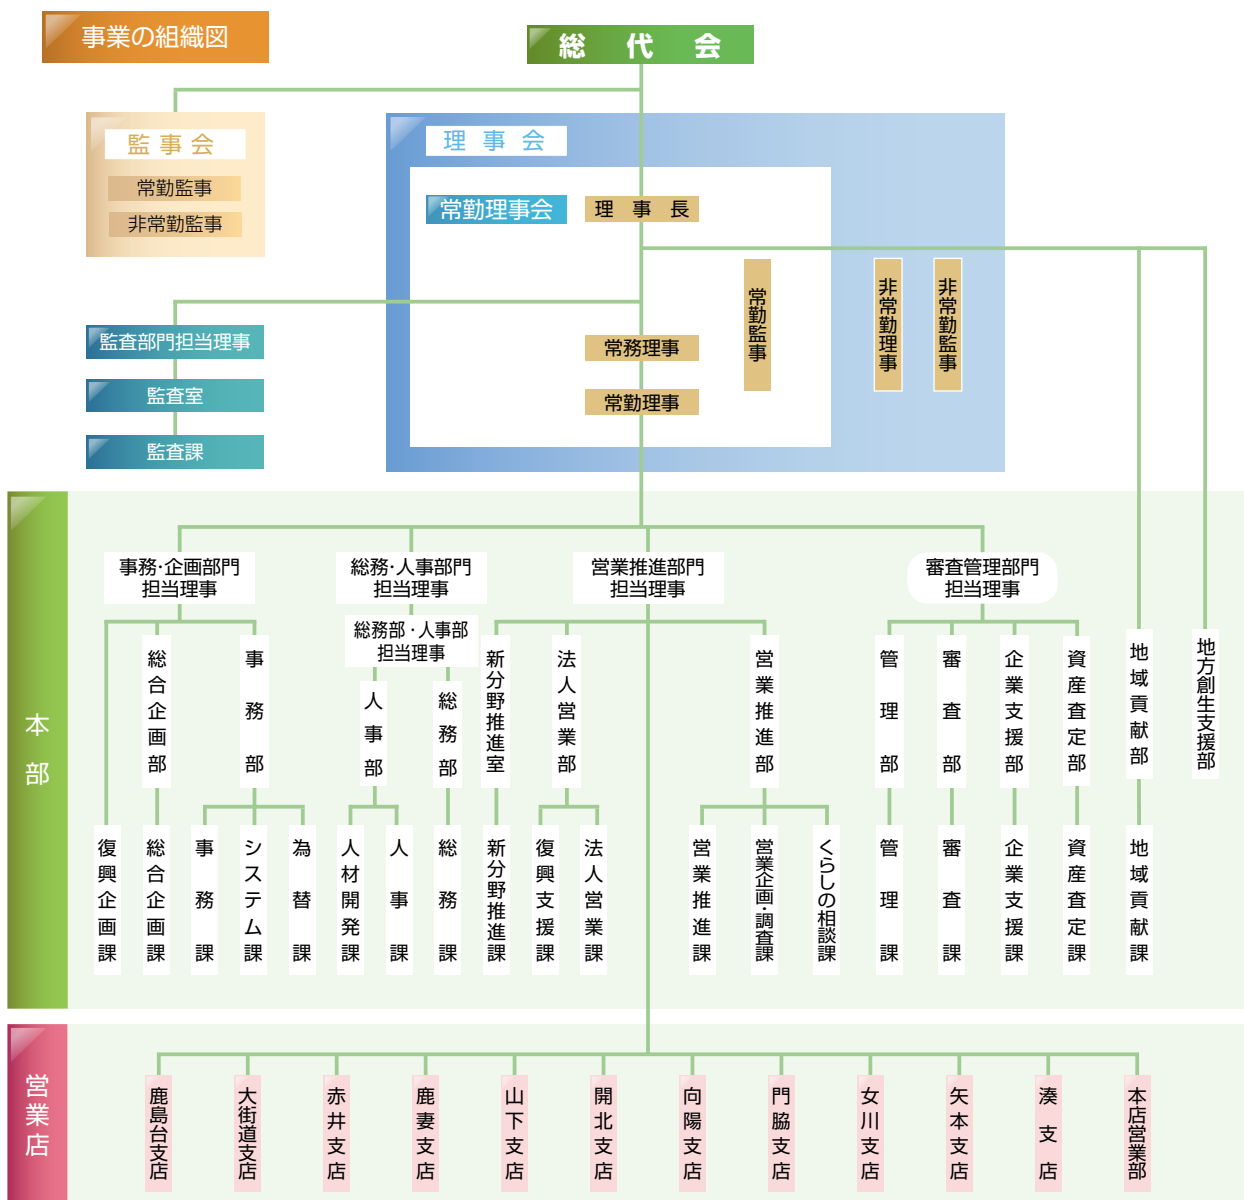 事業の組織図
総代会
監事会
常勤監事
非常勤監事
理事会
常勤理事会
理事長
常勤監事
非常勤理事
非常勤監事
常務理事
常勤理事
監査部門担当理事
監査室
監査課
本部
事務・企画部門
担当理事
総務・人事部門
担当理事
営業推進部門
担当理事
審査管理部門
担当理事
総務部・人事部
担当理事
総合企画部
事務部
人事部
総務部
新分野推進室
法人営業部
営業推進部
管理部
審査部
企業支援部
資産査定部
地域貢献部
地方創生支援部
復興企画課
総合企画課
事務課
システム課
為替課
人材開発課
人事課
総務課
新分野推進課
復興支援課
法人営業課
営業推進課
営業企画・調査課
くらしの相談課
管理課
審査課
企業支援課
資産査定課
地域貢献課
営業店
鹿島台支店
大街道支店
赤井支店
鹿妻支店
山下支店
開北支店
向陽支店
門脇支店
女川支店
矢本支店
湊支店
本店営業部